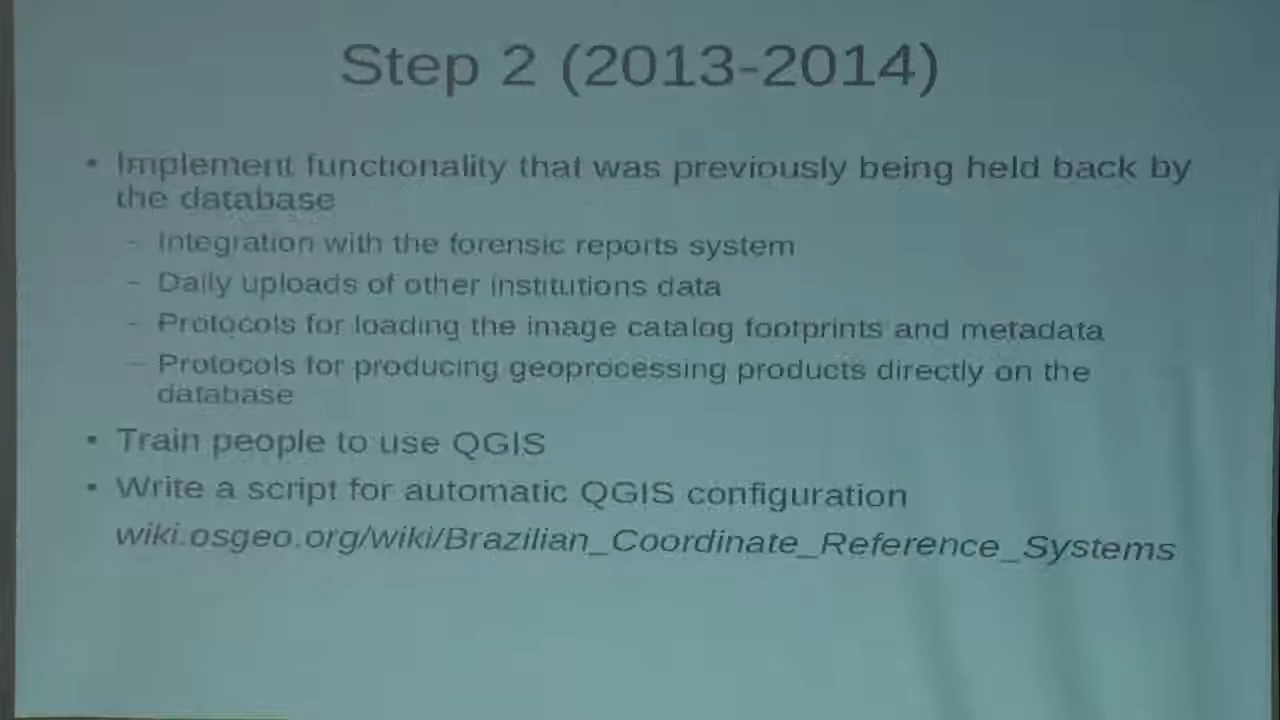 Step 2 (2013-2014)
• Implement functionality that was previously being held back by
the database
– Integration with the forensic reports system
– Daily uploads of other institutions data
– Protocols for loading the image catalog footprints and metadata
– Protocols for producing geoprocessing products directly on the
database
• Train people to use QGIS
• Write a script for automatic QGIS configuration
wiki.osgeo.org/wiki/Brazilian_Coordinate_Reference_Systems